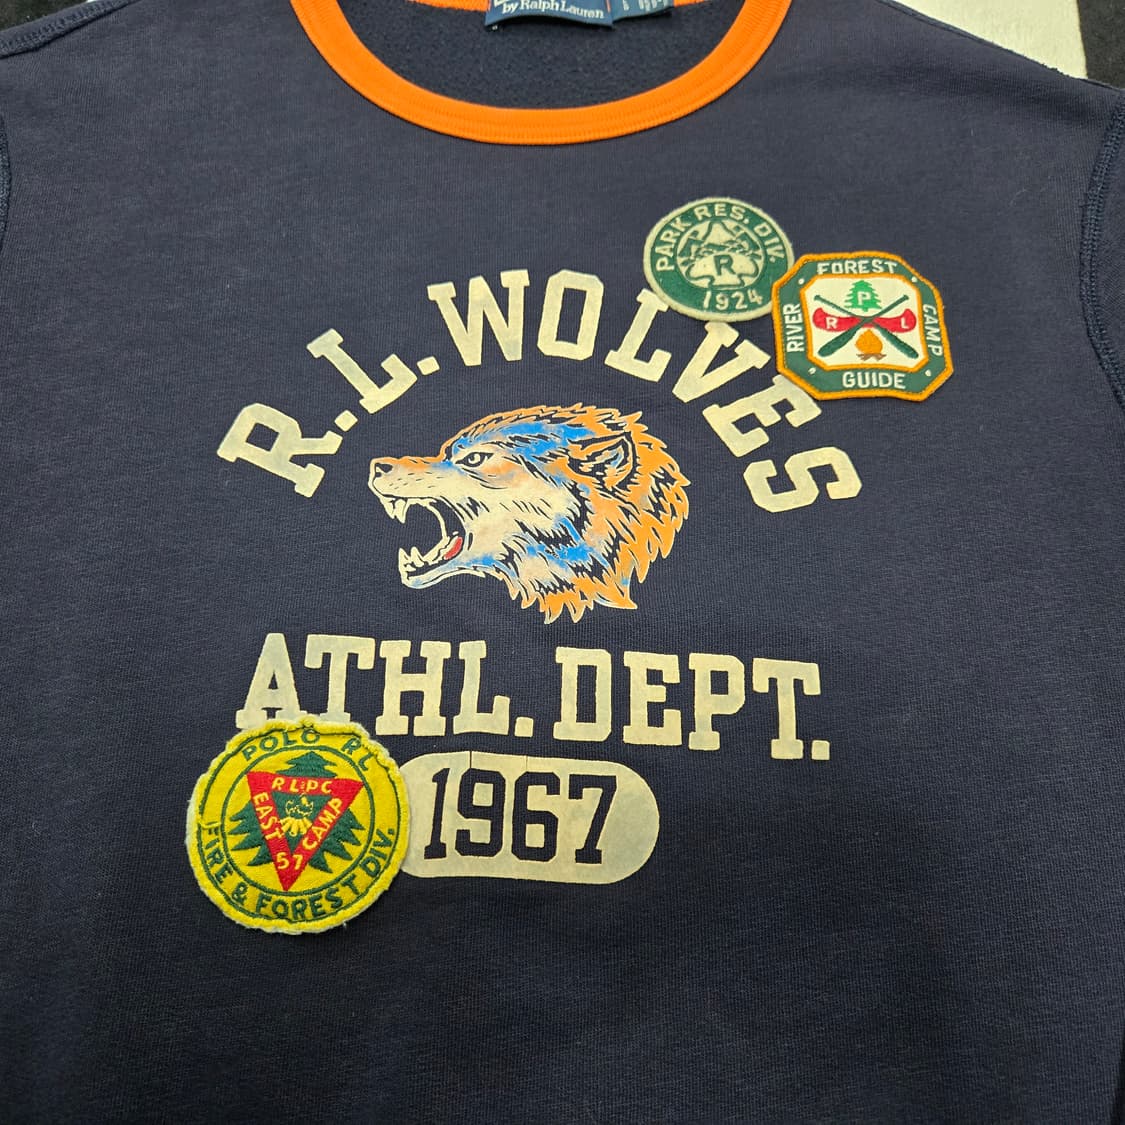 by Ralph Lauren
PARK RES. DIV.
R
1924
FOREST
RIVER
CAMP
P
R L
GUIDE
R.L. WOLVES
ATHL. DEPT.
1967
POLO RL
RLPC
EAST
CAMP
57
FIRE & FOREST DIV.